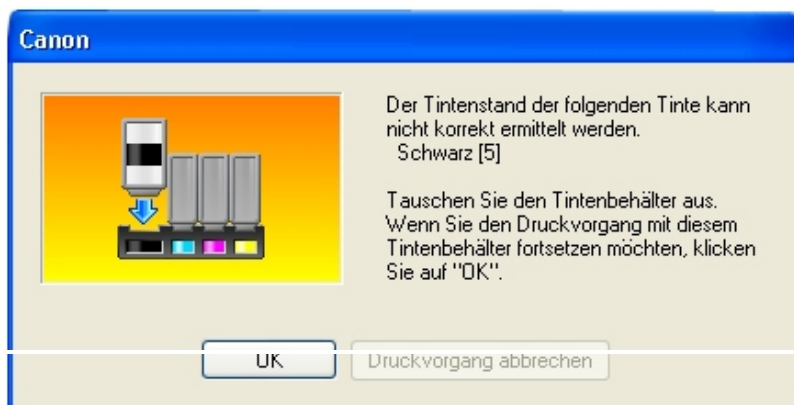 Canon
Der Tintenstand der folgenden Tinte kann
nicht korrekt ermittelt werden.
Schwarz [5]
Tauschen Sie den Tintenbehälter aus.
Wenn Sie den Druckvorgang mit diesem
Tintenbehälter fortsetzen möchten, klicken
Sie auf "OK".
OK
Druckvorgang abbrechen